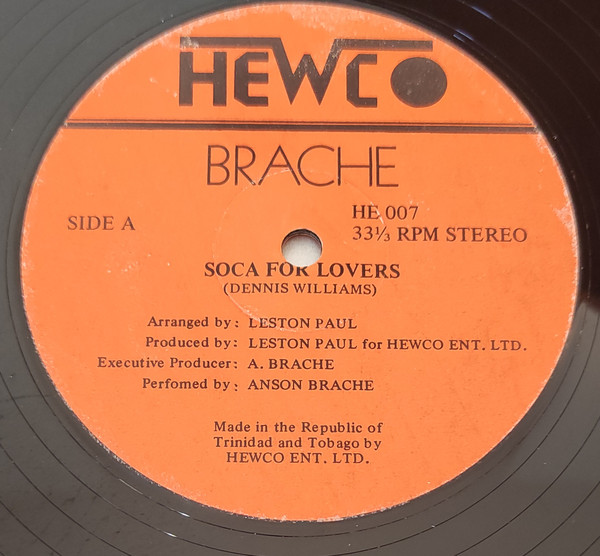 HEWCO
BRACHE
SIDE A
HE 007
33⅓ RPM STEREO
SOCA FOR LOVERS
(DENNIS WILLIAMS)
Arranged by: LESTON PAUL
Produced by: LESTON PAUL for HEWCO ENT. LTD.
Executive Producer: A. BRACHE
Perfomed by: ANSON BRACHE
Made in the Republic of
Trinidad and Tobago by
HEWCO ENT. LTD.